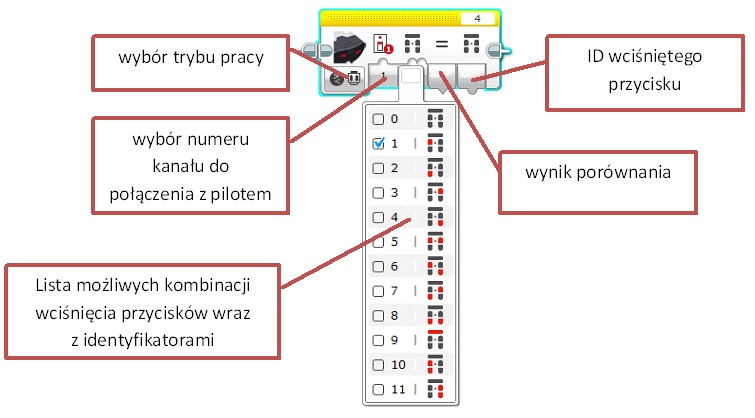 4
wybór trybu pracy
1
=
1
ID wciśniętego
przycisku
wybór numeru
kanału do
połączenia z pilotem
wynik porównania
Lista możliwych kombinacji
wciśnięcia przycisków wraz
z identyfikatorami
0
1
2
3
4
5
6
7
8
9
10
11